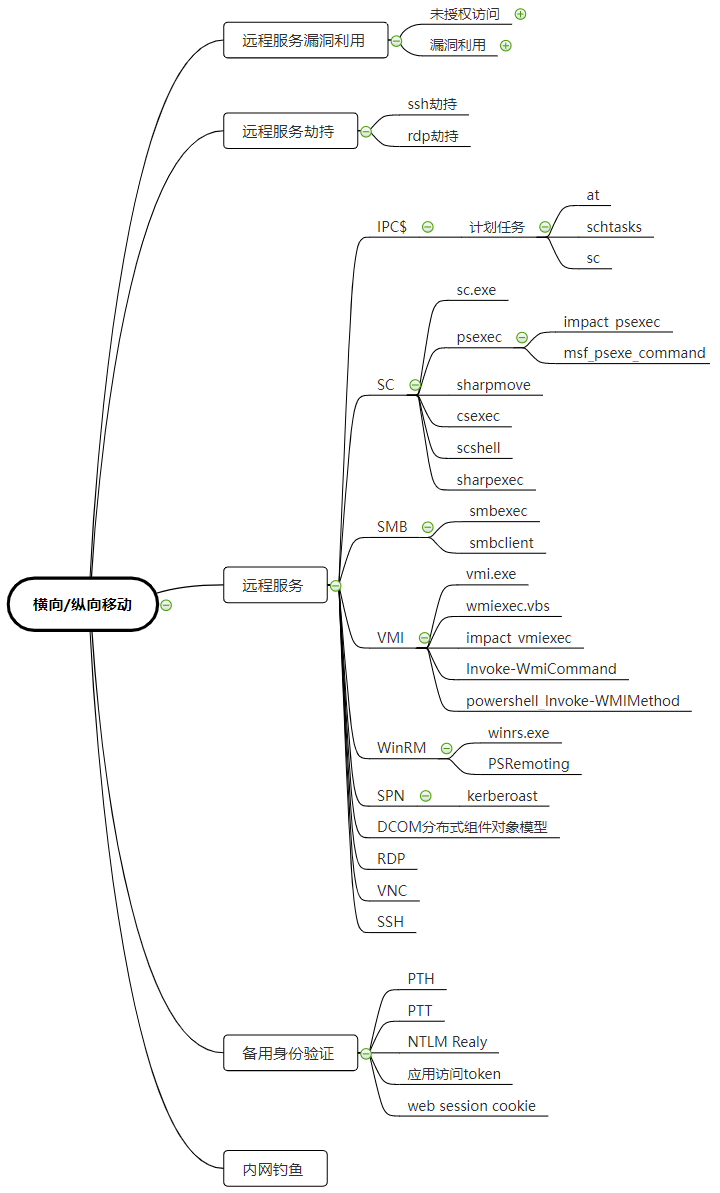 未授权访问
远程服务漏洞利用
漏洞利用
ssh劫持
远程服务劫持
rdp劫持
at
IPC$
计划任务
schtasks
sc
sc.exe
impact psexec
psexec
msf_psexe_command
SC
sharpmove
csexec
scshell
sharpexec
smbexec
SMB
smbclient
vmi.exe
远程服务
横向/纵向移动
wmiexec.vbs
VMI
impact vmiexec
Invoke-WmiCommand
powershell_Invoke-WMIMethod
winrs.exe
WinRM
PSRemoting
SPN
kerberoast
DCOM分布式组件对象模型
RDP
VNC
SSH
PTH
PTT
NTLM Realy
备用身份验证
应用访问token
web session cookie
内网钓鱼